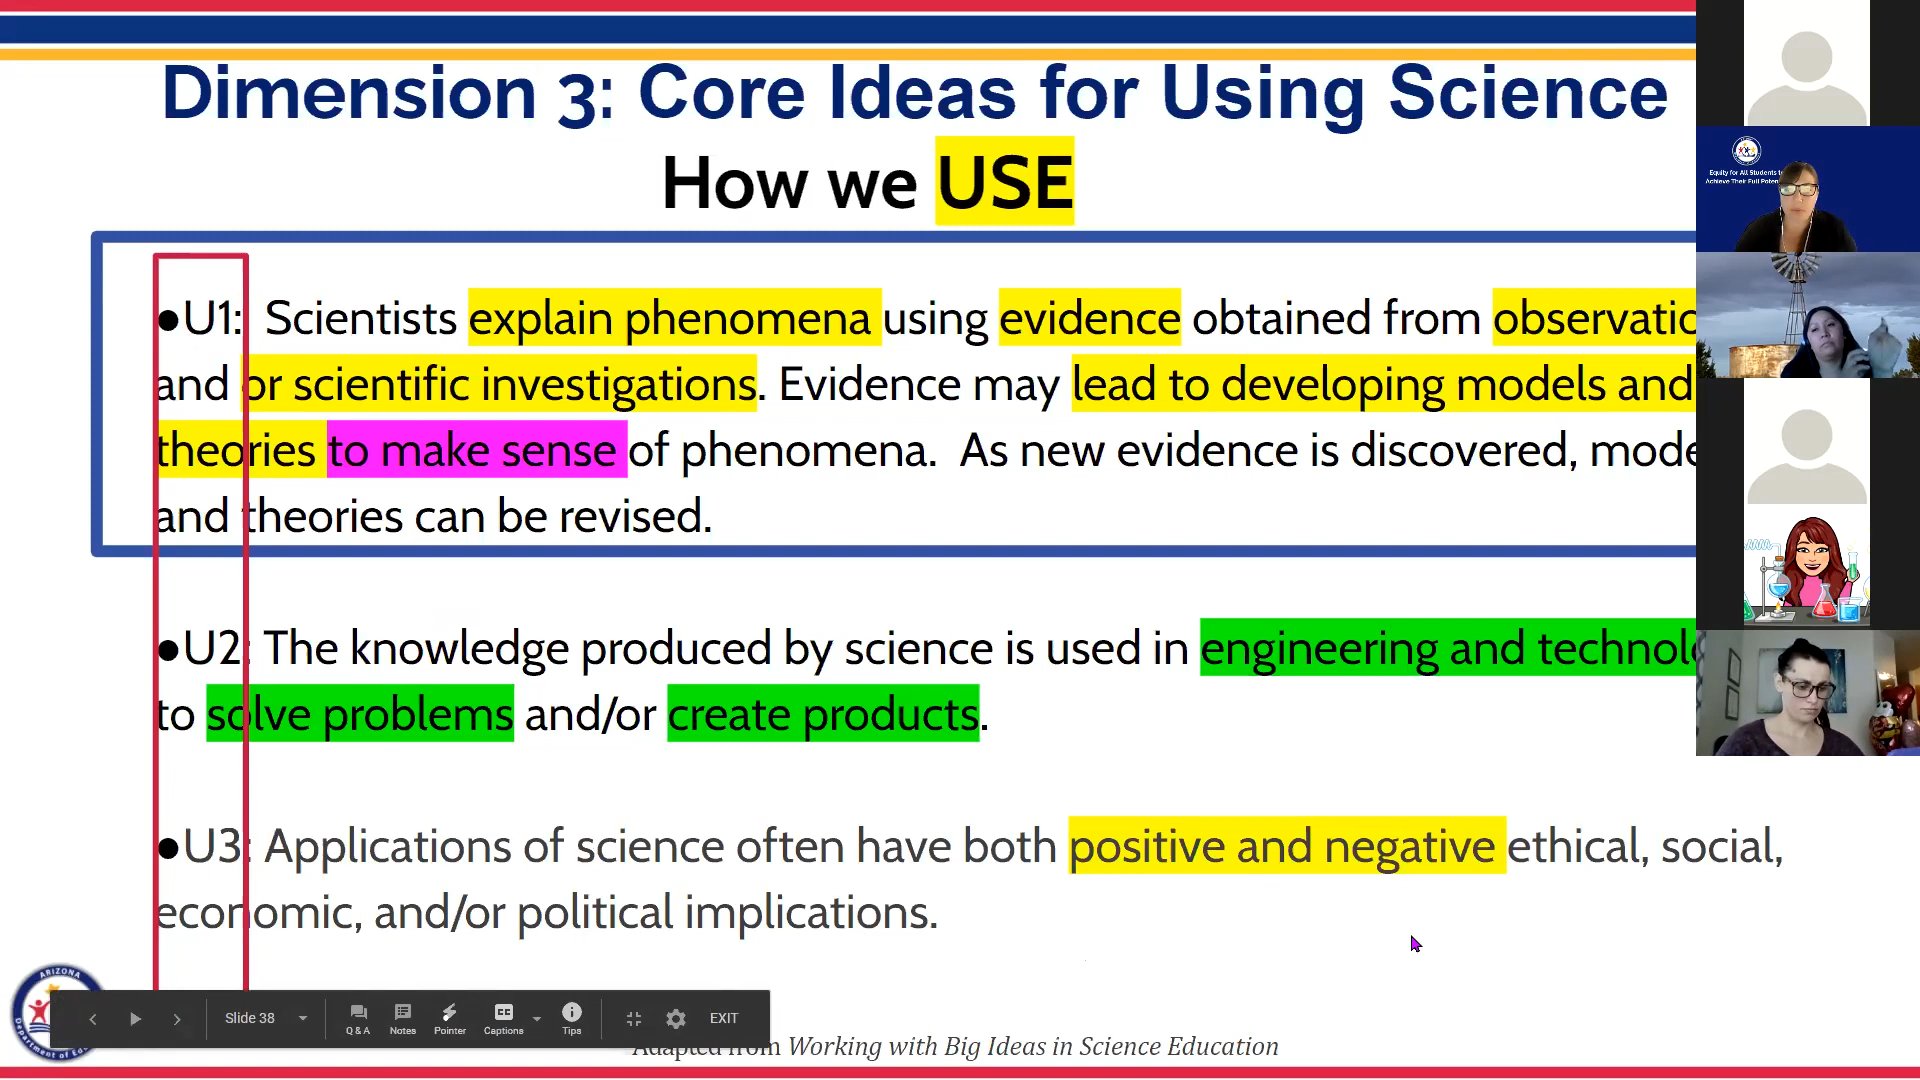 Dimension 3: Core Ideas for Using Science
How we USE
●U1: Scientists explain phenomena using evidence obtained from
and or scientific investigations. Evidence may lead to developing models and
theories to make sense of phenomena. As new evidence is discovered,
and theories can be revised.
●U2: The knowledge produced by science is used in engineering and
to solve problems and/or create products.
●U3: Applications of science often have both positive and negative ethical, social,
economic, and/or political implications.
Adapted from Working with Big Ideas in Science Education
ARIZONA
Department of
Slide 38
Q & A
Notes
Pointer
CC
Captions
Tips
EXIT
Equity for All Students
Achieve Their Full